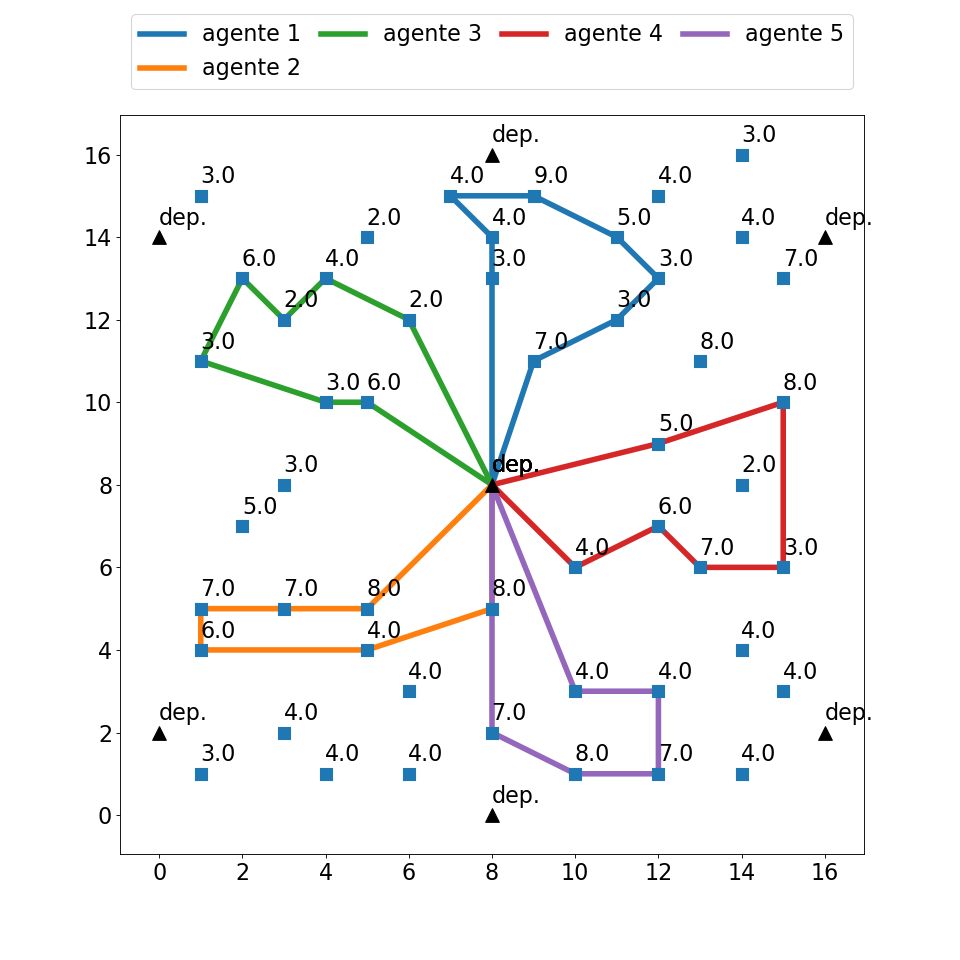 agente 1 agente 3 agente 4 agente 5
agente 2
dep. 3.0
3.0 4.0 9.0 4.0
dep. 2.0 4.0 5.0 4.0 dep.
6.0 4.0 3.0 3.0 7.0
2.0 2.0 3.0
3.0 7.0 8.0
3.0 6.0 8.0
5.0
3.0 dep. 2.0
5.0 6.0
4.0 7.0 3.0
7.0 7.0 8.0 8.0
6.0 4.0 4.0
4.0 4.0 4.0 4.0
dep. 4.0 7.0 dep.
3.0 4.0 4.0 8.0 7.0 4.0
dep.
16
14
12
10
8
6
4
2
0
0 2 4 6 8 10 12 14 16